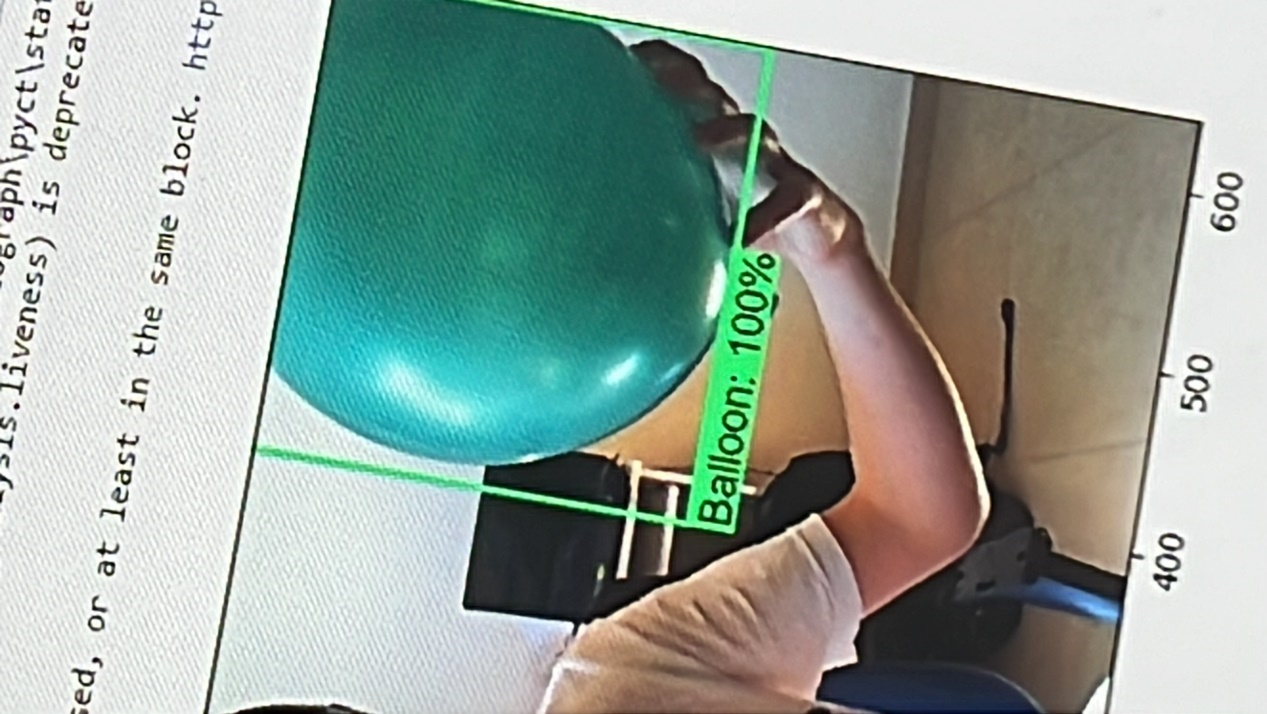 ograph\pyct\sta
ysis.liveness) is deprecate
sed, or at least in the same block. http
Balloon: 100%
400 500 600